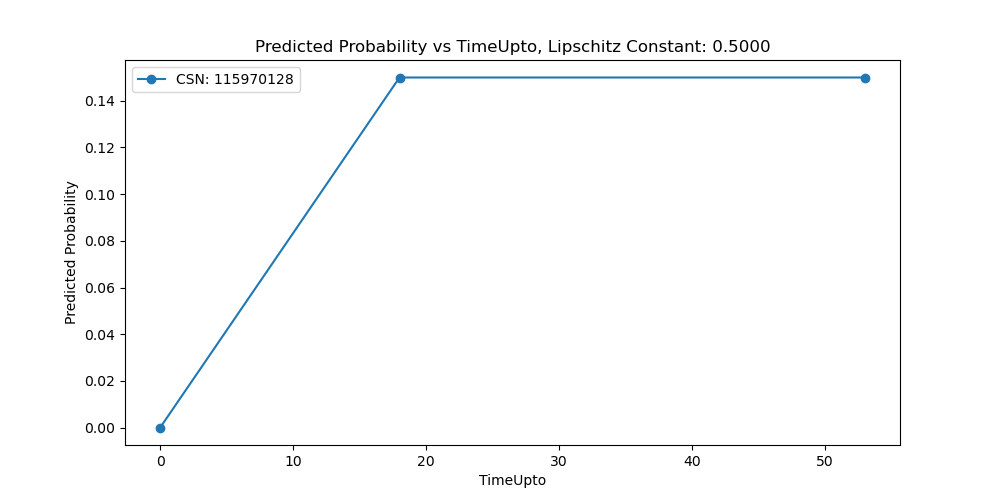 Predicted Probability vs TimeUpto, Lipschitz Constant: 0.5000
CSN: 115970128
0.14
0.12
0.10
0.08
0.06
0.04
0.02
0.00
Predicted Probability
0 10 20 30 40 50
TimeUpto